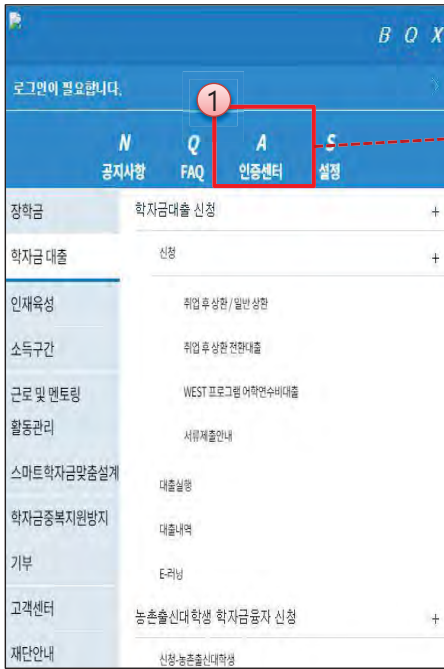 B Q X
로그인이 필요합니다.
1
N Q A S
공지사항 FAQ 인증센터 설정
장학금
학자금 대출
인재육성
소득구간
근로 및 멘토링
활동관리
스마트학자금맞춤설계
학자금중복지원방지
기부
고객센터
재단안내
학자금대출 신청 +
신청 +
취업 후 상환 / 일반 상환
취업 후 상환 전환대출
WEST 프로그램 어학연수비대출
서류제출안내
대출실행
대출내역
E-러닝
농촌출신대학생 학자금융자 신청 +
신청-농촌출신대학생